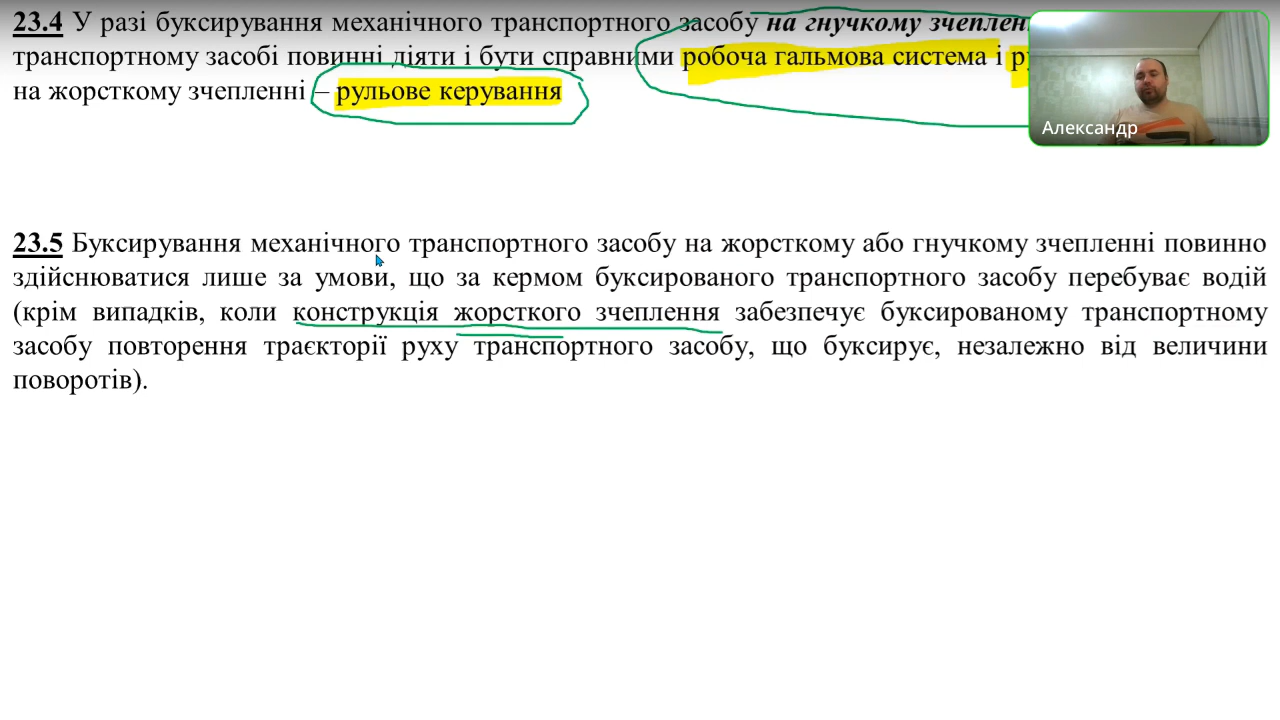 23.4 У разі буксирування механічного транспортного засобу на гнучкому
транспортному засобі повинні діяти і бути справними робоча гальмова система і
на жорсткому зчепленні – рульове керування
Александр
23.5 Буксирування механічного транспортного засобу на жорсткому або гнучкому зчепленні повинно
здійснюватися лише за умови, що за кермом буксированого транспортного засобу перебуває водій
(крім випадків, коли конструкція жорсткого зчеплення забезпечує буксированому транспортному
засобу повторення траєкторії руху транспортного засобу, що буксирує, незалежно від величини
поворотів).